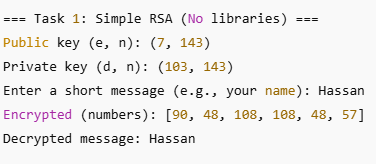 === Task 1: Simple RSA (No libraries) ===
Public key (e, n): (7, 143)
Private key (d, n): (103, 143)
Enter a short message (e.g., your name): Hassan
Encrypted (numbers): [90, 48, 108, 108, 48, 57]
Decrypted message: Hassan